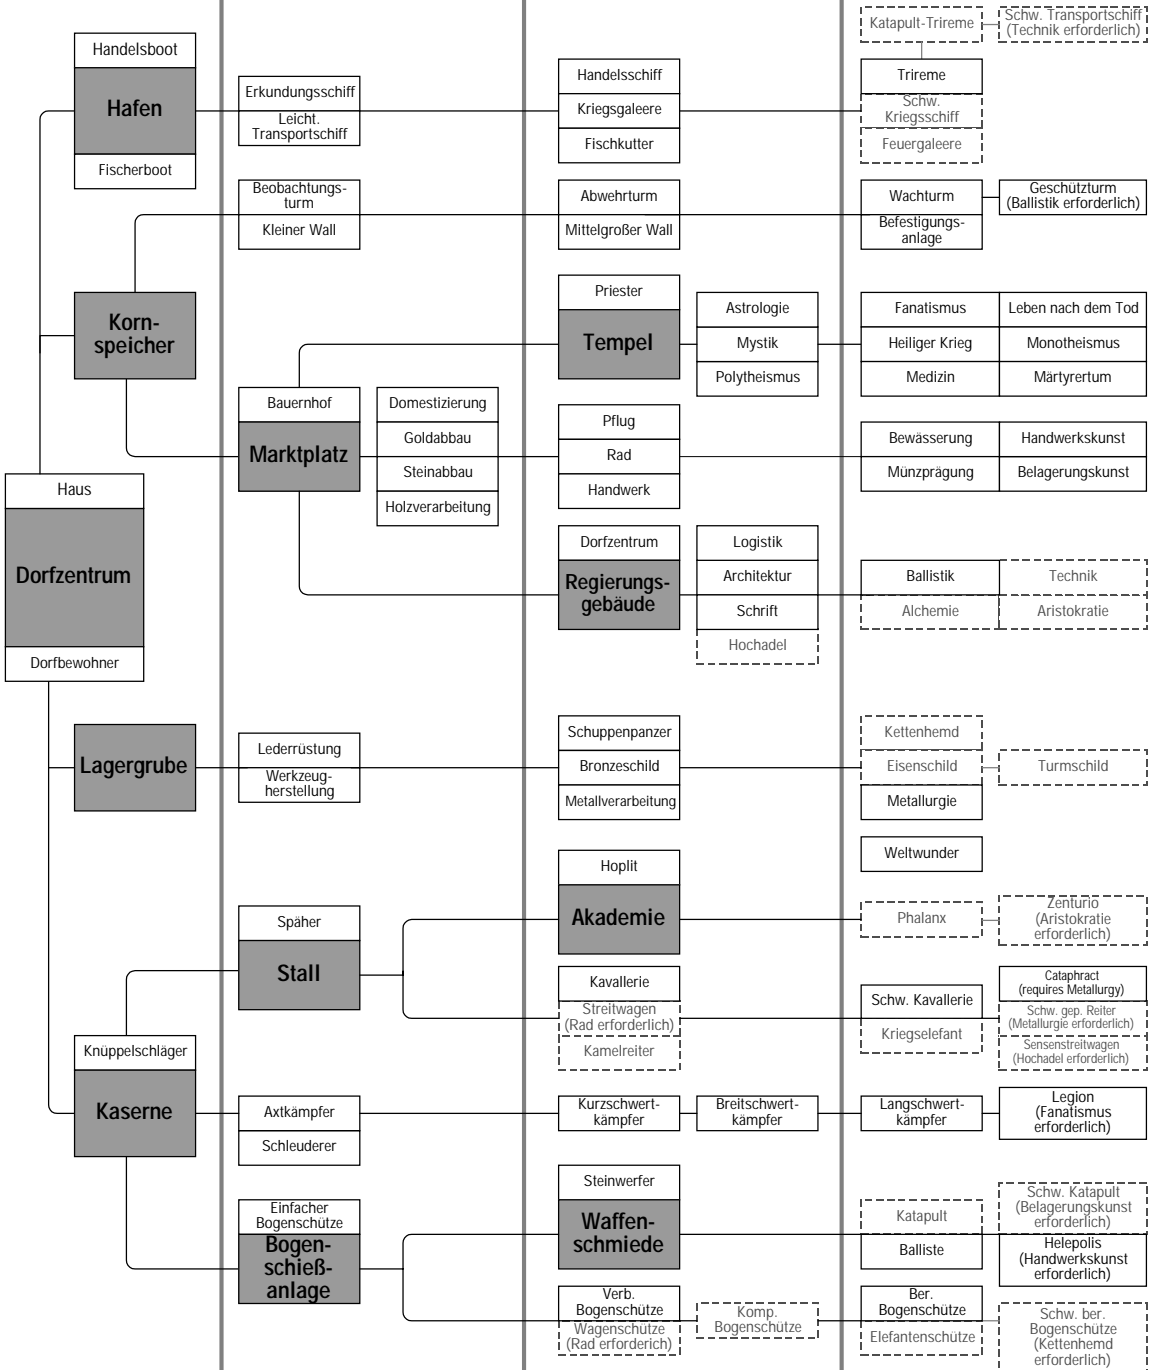 Katapult-Trireme
Schw. Transportschiff
(Technik erforderlich)
Handelsboot
Hafen
Fischerboot
Erkundungsschiff
Leicht.
Transportschiff
Handelsschiff
Kriegsgaleere
Fischkutter
Trireme
Schw.
Kriegsschiff
Feuergaleere
Beobachtungs-
turm
Kleiner Wall
Abwehrturm
Mittelgroßer Wall
Wachturm
Befestigungs-
anlage
Geschützturm
(Ballistik erforderlich)
Korn-
speicher
Priester
Tempel
Astrologie
Mystik
Polytheismus
Fanatismus
Heiliger Krieg
Medizin
Leben nach dem Tod
Monotheismus
Märtyrertum
Bauernhof
Marktplatz
Domestizierung
Goldabbau
Steinabbau
Holzverarbeitung
Pflug
Rad
Handwerk
Bewässerung
Münzprägung
Handwerkskunst
Belagerungskunst
Haus
Dorfzentrum
Dorfbewohner
Dorfzentrum
Regierungs-
gebäude
Logistik
Architektur
Schrift
Hochadel
Ballistik
Alchemie
Technik
Aristokratie
Lagergrube
Lederrüstung
Werkzeug-
herstellung
Schuppenpanzer
Bronzeschild
Metallverarbeitung
Kettenhemd
Eisenschild
Metallurgie
Turmschild
Weltwunder
Hoplit
Akademie
Phalanx
Zenturio
(Aristokratie
erforderlich)
Späher
Stall
Kavallerie
Streitwagen
(Rad erforderlich)
Kamelreiter
Schw. Kavallerie
Kriegselefant
Cataphract
(requires Metallurgy)
Schw. gep. Reiter
(Metallurgie erforderlich)
Sensenstreitwagen
(Hochadel erforderlich)
Knüppelschläger
Kaserne
Axtkämpfer
Schleuderer
Kurzschwert-
kämpfer
Breitschwert-
kämpfer
Langschwert-
kämpfer
Legion
(Fanatismus
erforderlich)
Einfacher
Bogenschütze
Bogen-
schieß-
anlage
Steinwerfer
Waffen-
schmiede
Katapult
Balliste
Schw. Katapult
(Belagerungskunst
erforderlich)
Helepolis
(Handwerkskunst
erforderlich)
Verb.
Bogenschütze
Wagenschütze
(Rad erforderich)
Komp.
Bogenschütze
Ber.
Bogenschütze
Elefantenschütze
Schw. ber.
Bogenschütze
(Kettenhemd
erforderlich)